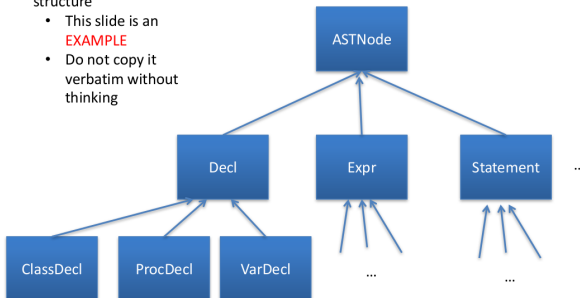 structure
• This slide is an
EXAMPLE
• Do not copy it
verbatim without
thinking
ASTNode
Decl
Expr
Statement
...
ClassDecl
ProcDecl
VarDecl
...
...